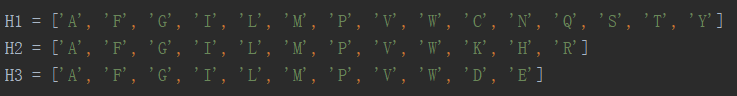 H1 = ['A', 'F', 'G', 'I', 'L', 'M', 'P', 'V', 'W', 'C', 'N', 'Q', 'S', 'T', 'Y']
H2 = ['A', 'F', 'G', 'I', 'L', 'M', 'P', 'V', 'W', 'K', 'H', 'R']
H3 = ['A', 'F', 'G', 'I', 'L', 'M', 'P', 'V', 'W', 'D', 'E']